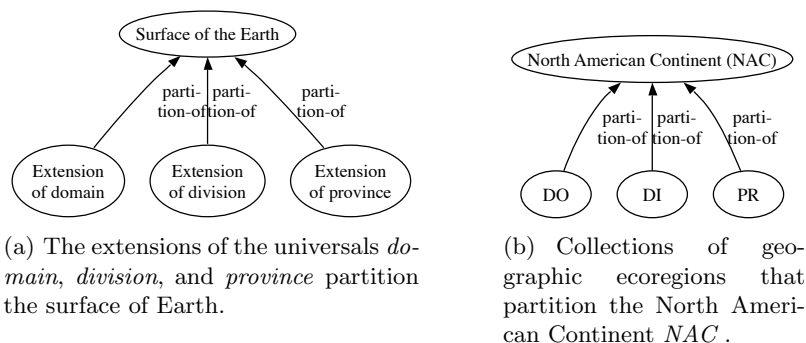 Surface of the Earth
parti-
tion-of
parti-
tion-of
parti-
tion-of
Extension
of domain
Extension
of division
Extension
of province
(a) The extensions of the universals do-
main, division, and province partition
the surface of Earth.
North American Continent (NAC)
parti-
tion-of
parti-
tion-of
parti-
tion-of
DO
DI
PR
(b) Collections of geo-
graphic ecoregions that
partition the North Ameri-
can Continent NAC .